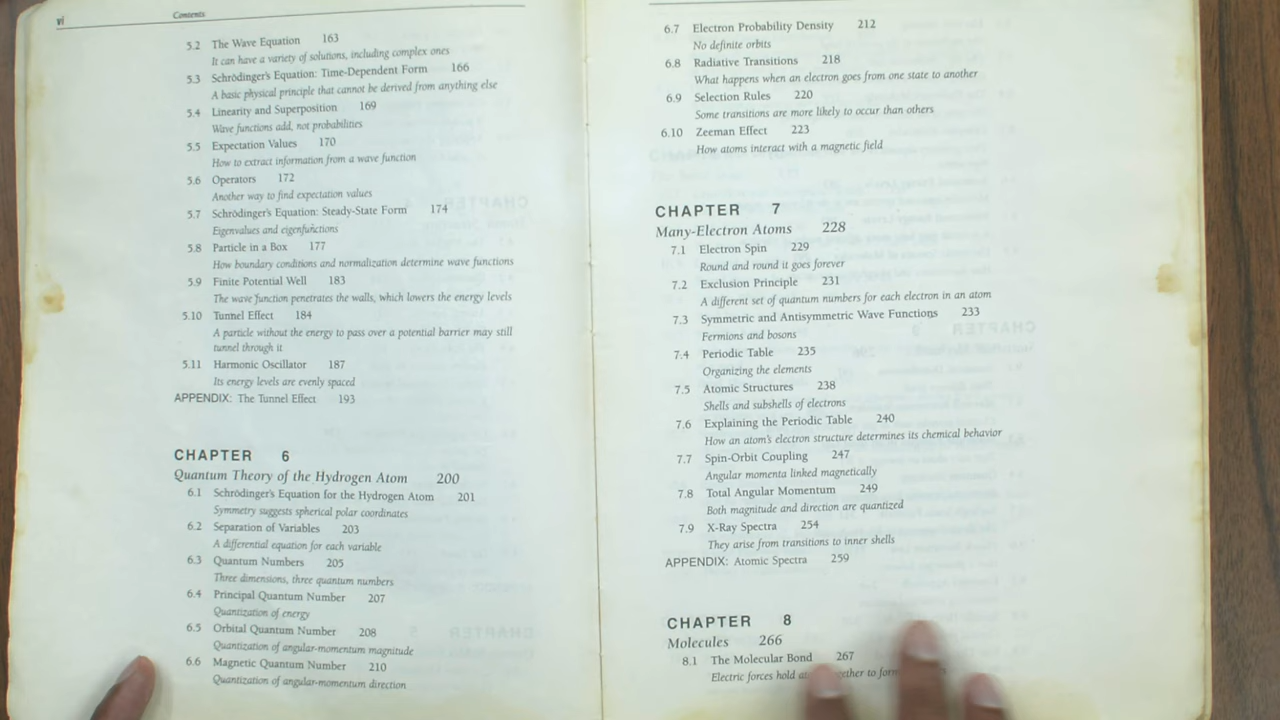 vi
Contents
5.2 The Wave Equation 163
It can have a variety of solutions, including complex ones
5.3 Schrödinger's Equation: Time-Dependent Form 166
A basic physical principle that cannot be derived from anything else
5.4 Linearity and Superposition 169
Wave functions add, not probabilities
5.5 Expectation Values 170
How to extract information from a wave function
5.6 Operators 172
Another way to find expectation values
5.7 Schrödinger's Equation: Steady-State Form 174
Eigenvalues and eigenfunctions
5.8 Particle in a Box 177
How boundary conditions and normalization determine wave functions
5.9 Finite Potential Well 183
The wave function penetrates the walls, which lowers the energy levels
5.10 Tunnel Effect 184
A particle without the energy to pass over a potential barrier may still
tunnel through it
5.11 Harmonic Oscillator 187
Its energy levels are evenly spaced
APPENDIX: The Tunnel Effect 193
CHAPTER 6
Quantum Theory of the Hydrogen Atom 200
6.1 Schrödinger's Equation for the Hydrogen Atom 201
Symmetry suggests spherical polar coordinates
6.2 Separation of Variables 203
A differential equation for each variable
6.3 Quantum Numbers 205
Three dimensions, three quantum numbers
6.4 Principal Quantum Number 207
Quantization of energy
6.5 Orbital Quantum Number 208
Quantization of angular-momentum magnitude
6.6 Magnetic Quantum Number 210
Quantization of angular-momentum direction
6.7 Electron Probability Density 212
No definite orbits
6.8 Radiative Transitions 218
What happens when an electron goes from one state to another
6.9 Selection Rules 220
Some transitions are more likely to occur than others
6.10 Zeeman Effect 223
How atoms interact with a magnetic field
CHAPTER 7
Many-Electron Atoms 228
7.1 Electron Spin 229
Round and round it goes forever
7.2 Exclusion Principle 231
A different set of quantum numbers for each electron in an atom
7.3 Symmetric and Antisymmetric Wave Functions 233
Fermions and bosons
7.4 Periodic Table 235
Organizing the elements
7.5 Atomic Structures 238
Shells and subshells of electrons
7.6 Explaining the Periodic Table 240
How an atom's electron structure determines its chemical behavior
7.7 Spin-Orbit Coupling 247
Angular momenta linked magnetically
7.8 Total Angular Momentum 249
Both magnitude and direction are quantized
7.9 X-Ray Spectra 254
They arise from transitions to inner shells
APPENDIX: Atomic Spectra 259
CHAPTER 8
Molecules 266
8.1 The Molecular Bond 267
Electric forces hold to